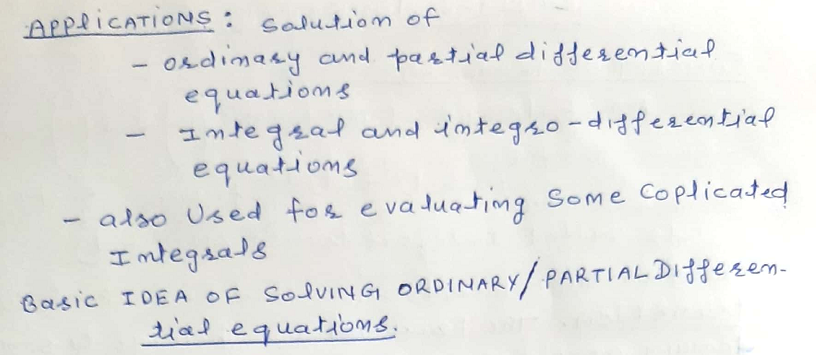 APPLICATIONS: Solution of
- ordinary and partial differential
equations
- Integral and integro-differential
equations
- also Used for evaluating Some Coplicated
Integrals
Basic IDEA OF SOLVING ORDINARY/PARTIAL Differen-
tial equations.